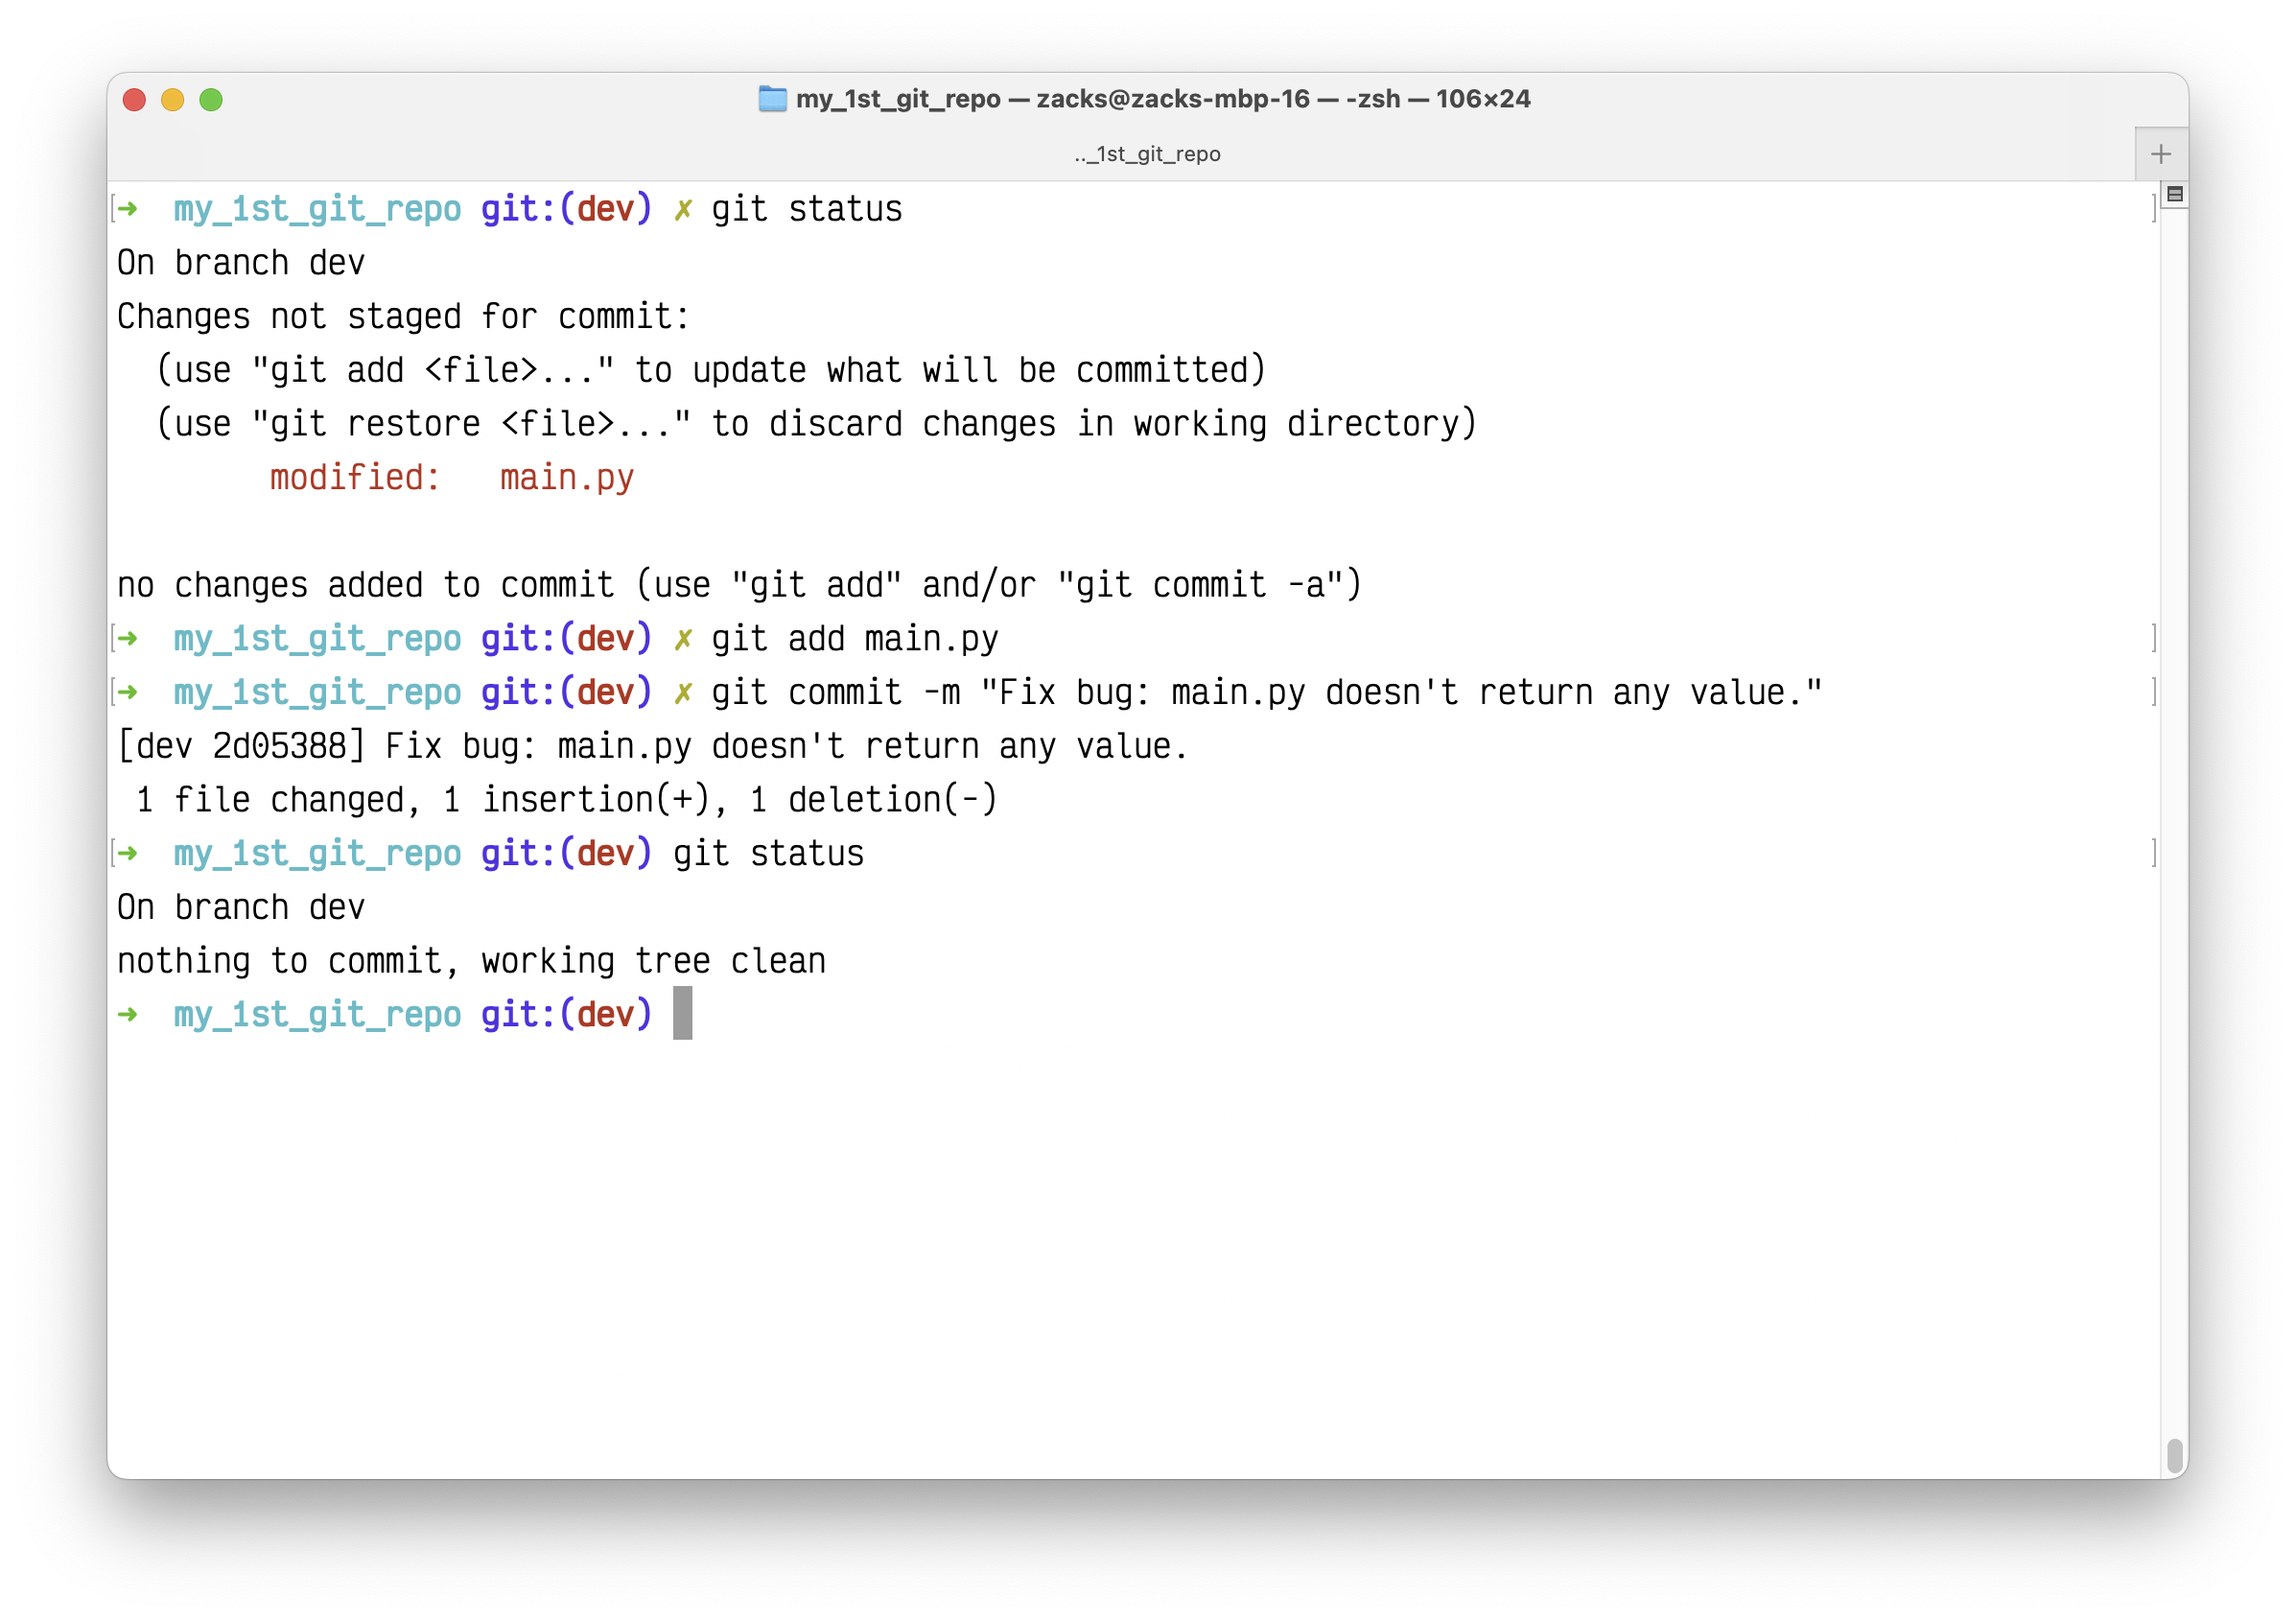 my_1st_git_repo — zacks@zacks-mbp-16 — -zsh — 106×24
.._1st_git_repo
➜  my_1st_git_repo git:(dev) ✗ git status
On branch dev
Changes not staged for commit:
  (use "git add <file>..." to update what will be committed)
  (use "git restore <file>..." to discard changes in working directory)
        modified:   main.py
no changes added to commit (use "git add" and/or "git commit -a")
➜  my_1st_git_repo git:(dev) ✗ git add main.py
➜  my_1st_git_repo git:(dev) ✗ git commit -m "Fix bug: main.py doesn't return any value."
[dev 2d05388] Fix bug: main.py doesn't return any value.
 1 file changed, 1 insertion(+), 1 deletion(-)
➜  my_1st_git_repo git:(dev) git status
On branch dev
nothing to commit, working tree clean
➜  my_1st_git_repo git:(dev)